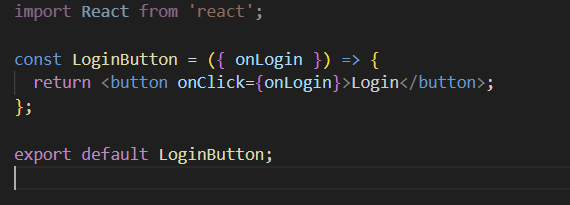 import React from 'react';
const LoginButton = ({ onLogin }) => {
return <button onClick={onLogin}>Login</button>;
};
export default LoginButton;